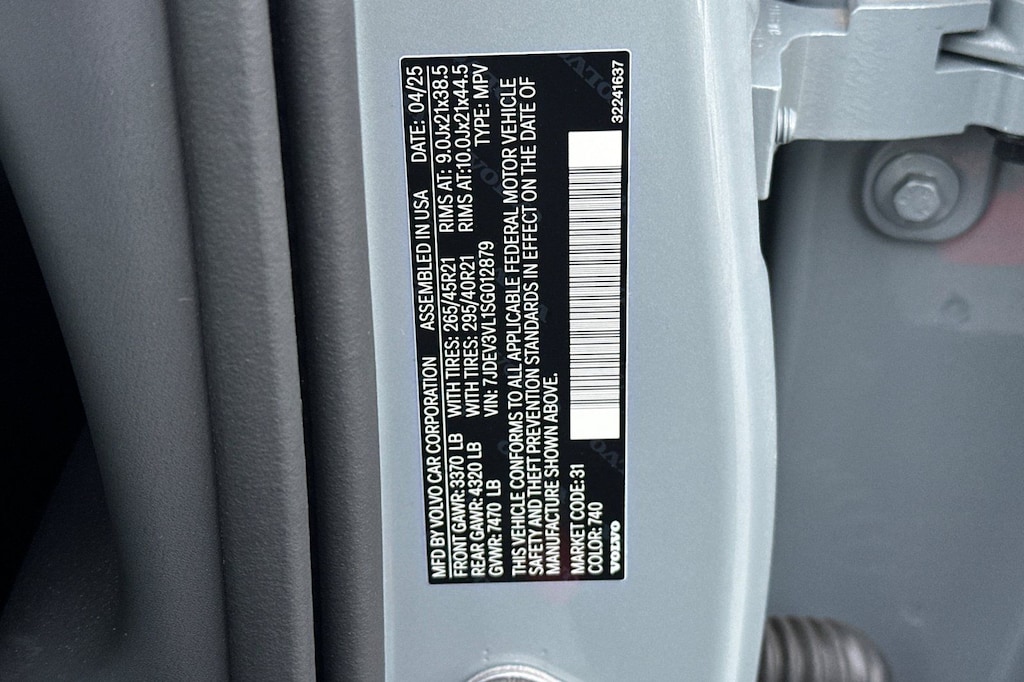 MFD BY VOLVO CAR CORPORATION ASSEMBLED IN USA DATE: 04/25
FRONT GAWR:3370 LB WITH TIRES: 265/45R21 RIMS AT: 9.0Jx21x38.5
REAR GAWR:4320 LB WITH TIRES: 295/40R21 RIMS AT:10.0Jx21x44.5
GVWR: 7470 LB VIN: 7JDEV3VL1SG012879 TYPE: MPV
THIS VEHICLE CONFORMS TO ALL APPLICABLE FEDERAL MOTOR VEHICLE
SAFETY AND THEFT PREVENTION STANDARDS IN EFFECT ON THE DATE OF
MANUFACTURE SHOWN ABOVE.
MARKET CODE:31
COLOR: 740
VOLVO 32241637